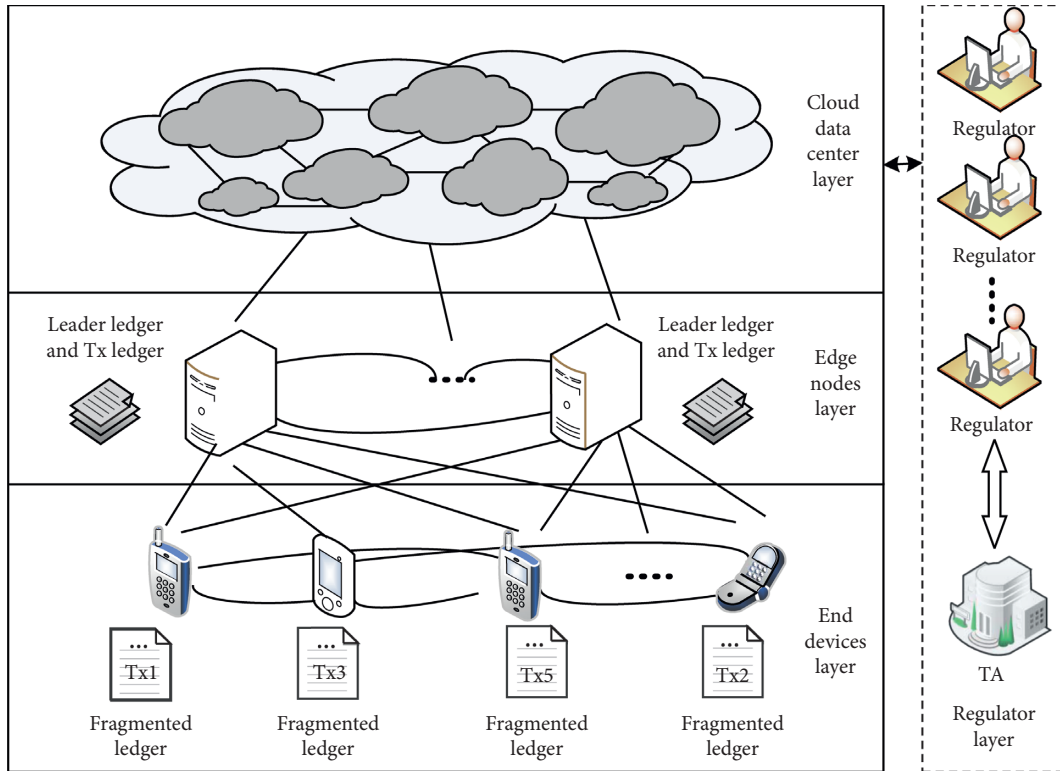 Cloud
data
center
layer
Leader ledger
and Tx ledger
Leader ledger
and Tx ledger
Edge
nodes
layer
Tx1
Tx3
Tx5
Tx2
Fragmented
ledger
Fragmented
ledger
Fragmented
ledger
Fragmented
ledger
End
devices
layer
Regulator
Regulator
Regulator
TA
Regulator
layer